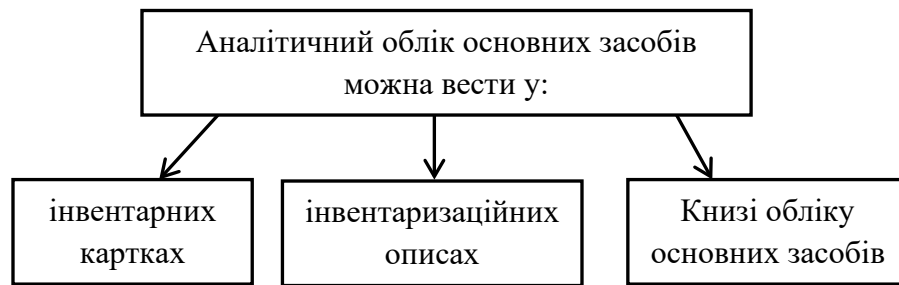 Аналітичний облік основних засобів
можна вести у:
інвентарних
картках
інвентаризаційних
описах
Книзі обліку
основних засобів